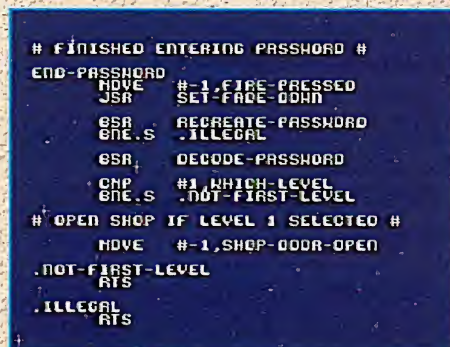 # FINISHED ENTERING PASSWORD #
END-PASSWORD
MOVE #-1,FIRE-PRESSED
JSR SET-FADE-DOWN
BSR RECREATE-PASSWORD
BNE.S .ILLEGAL
BSR DECODE-PASSWORD
CMP #1,WHICH-LEVEL
BNE.S .NOT-FIRST-LEVEL
# OPEN SHOP IF LEVEL 1 SELECTED #
MOVE #-1,SHOP-DOOR-OPEN
.NOT-FIRST-LEVEL
RTS
.ILLEGAL
RTS